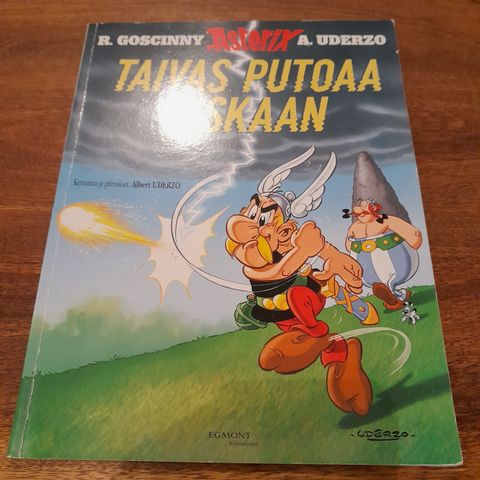 R. GOSCINNY Asterix A. UDERZO
TAIVAS PUTOAA
Kertomus ja piirrokset: Albert UDERZO
EGMONT
Kustannus
-UDERZO-